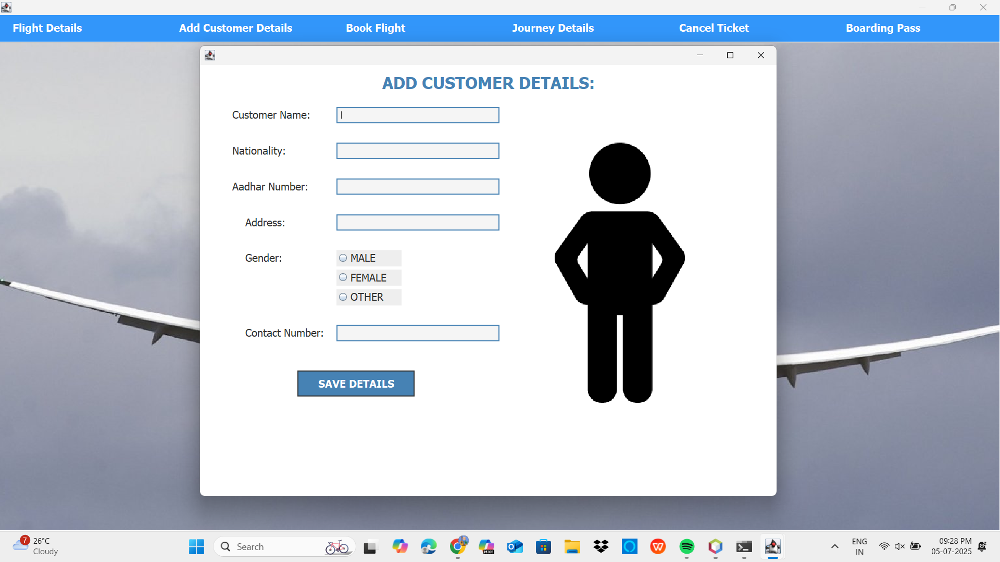 Flight Details
Add Customer Details
Book Flight
Journey Details
Cancel Ticket
Boarding Pass
ADD CUSTOMER DETAILS:
Customer Name:
Nationality:
Aadhar Number:
Address:
Gender:
MALE
FEMALE
OTHER
Contact Number:
SAVE DETAILS
7
26°C
Cloudy
Search
M365
ENG
IN
09:28 PM
05-07-2025